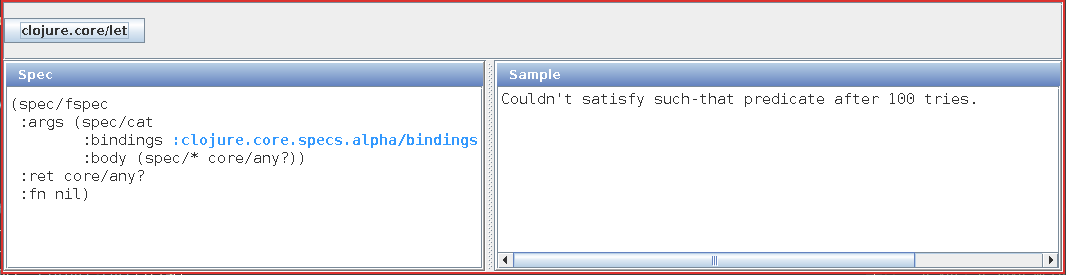 clojure.core/let
Spec
(spec/fspec
:args (spec/cat
:bindings :clojure.core.specs.alpha/bindings
:body (spec/* core/any?))
:ret core/any?
:fn nil)
Sample
Couldn't satisfy such-that predicate after 100 tries.